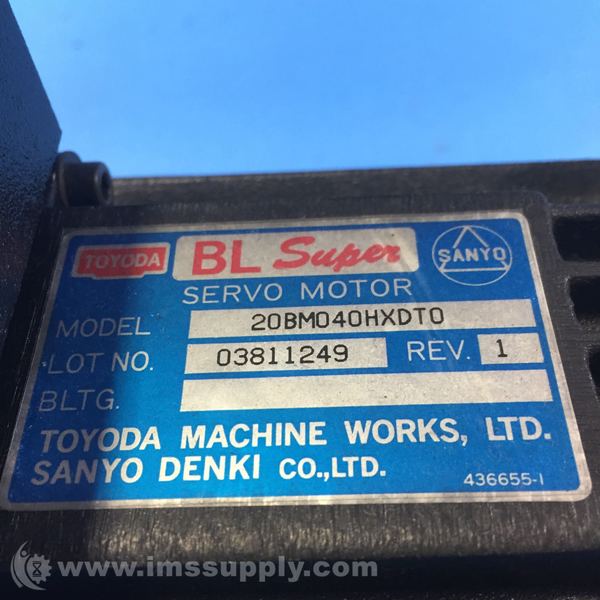 TOYODA BL Super SANYO
SERVO MOTOR
MODEL 20BM040HXDT0
LOT NO. 03811249 REV. 1
BLTG.
TOYODA MACHINE WORKS, LTD.
SANYO DENKI CO.,LTD.
436655-1
www.imssupply.com